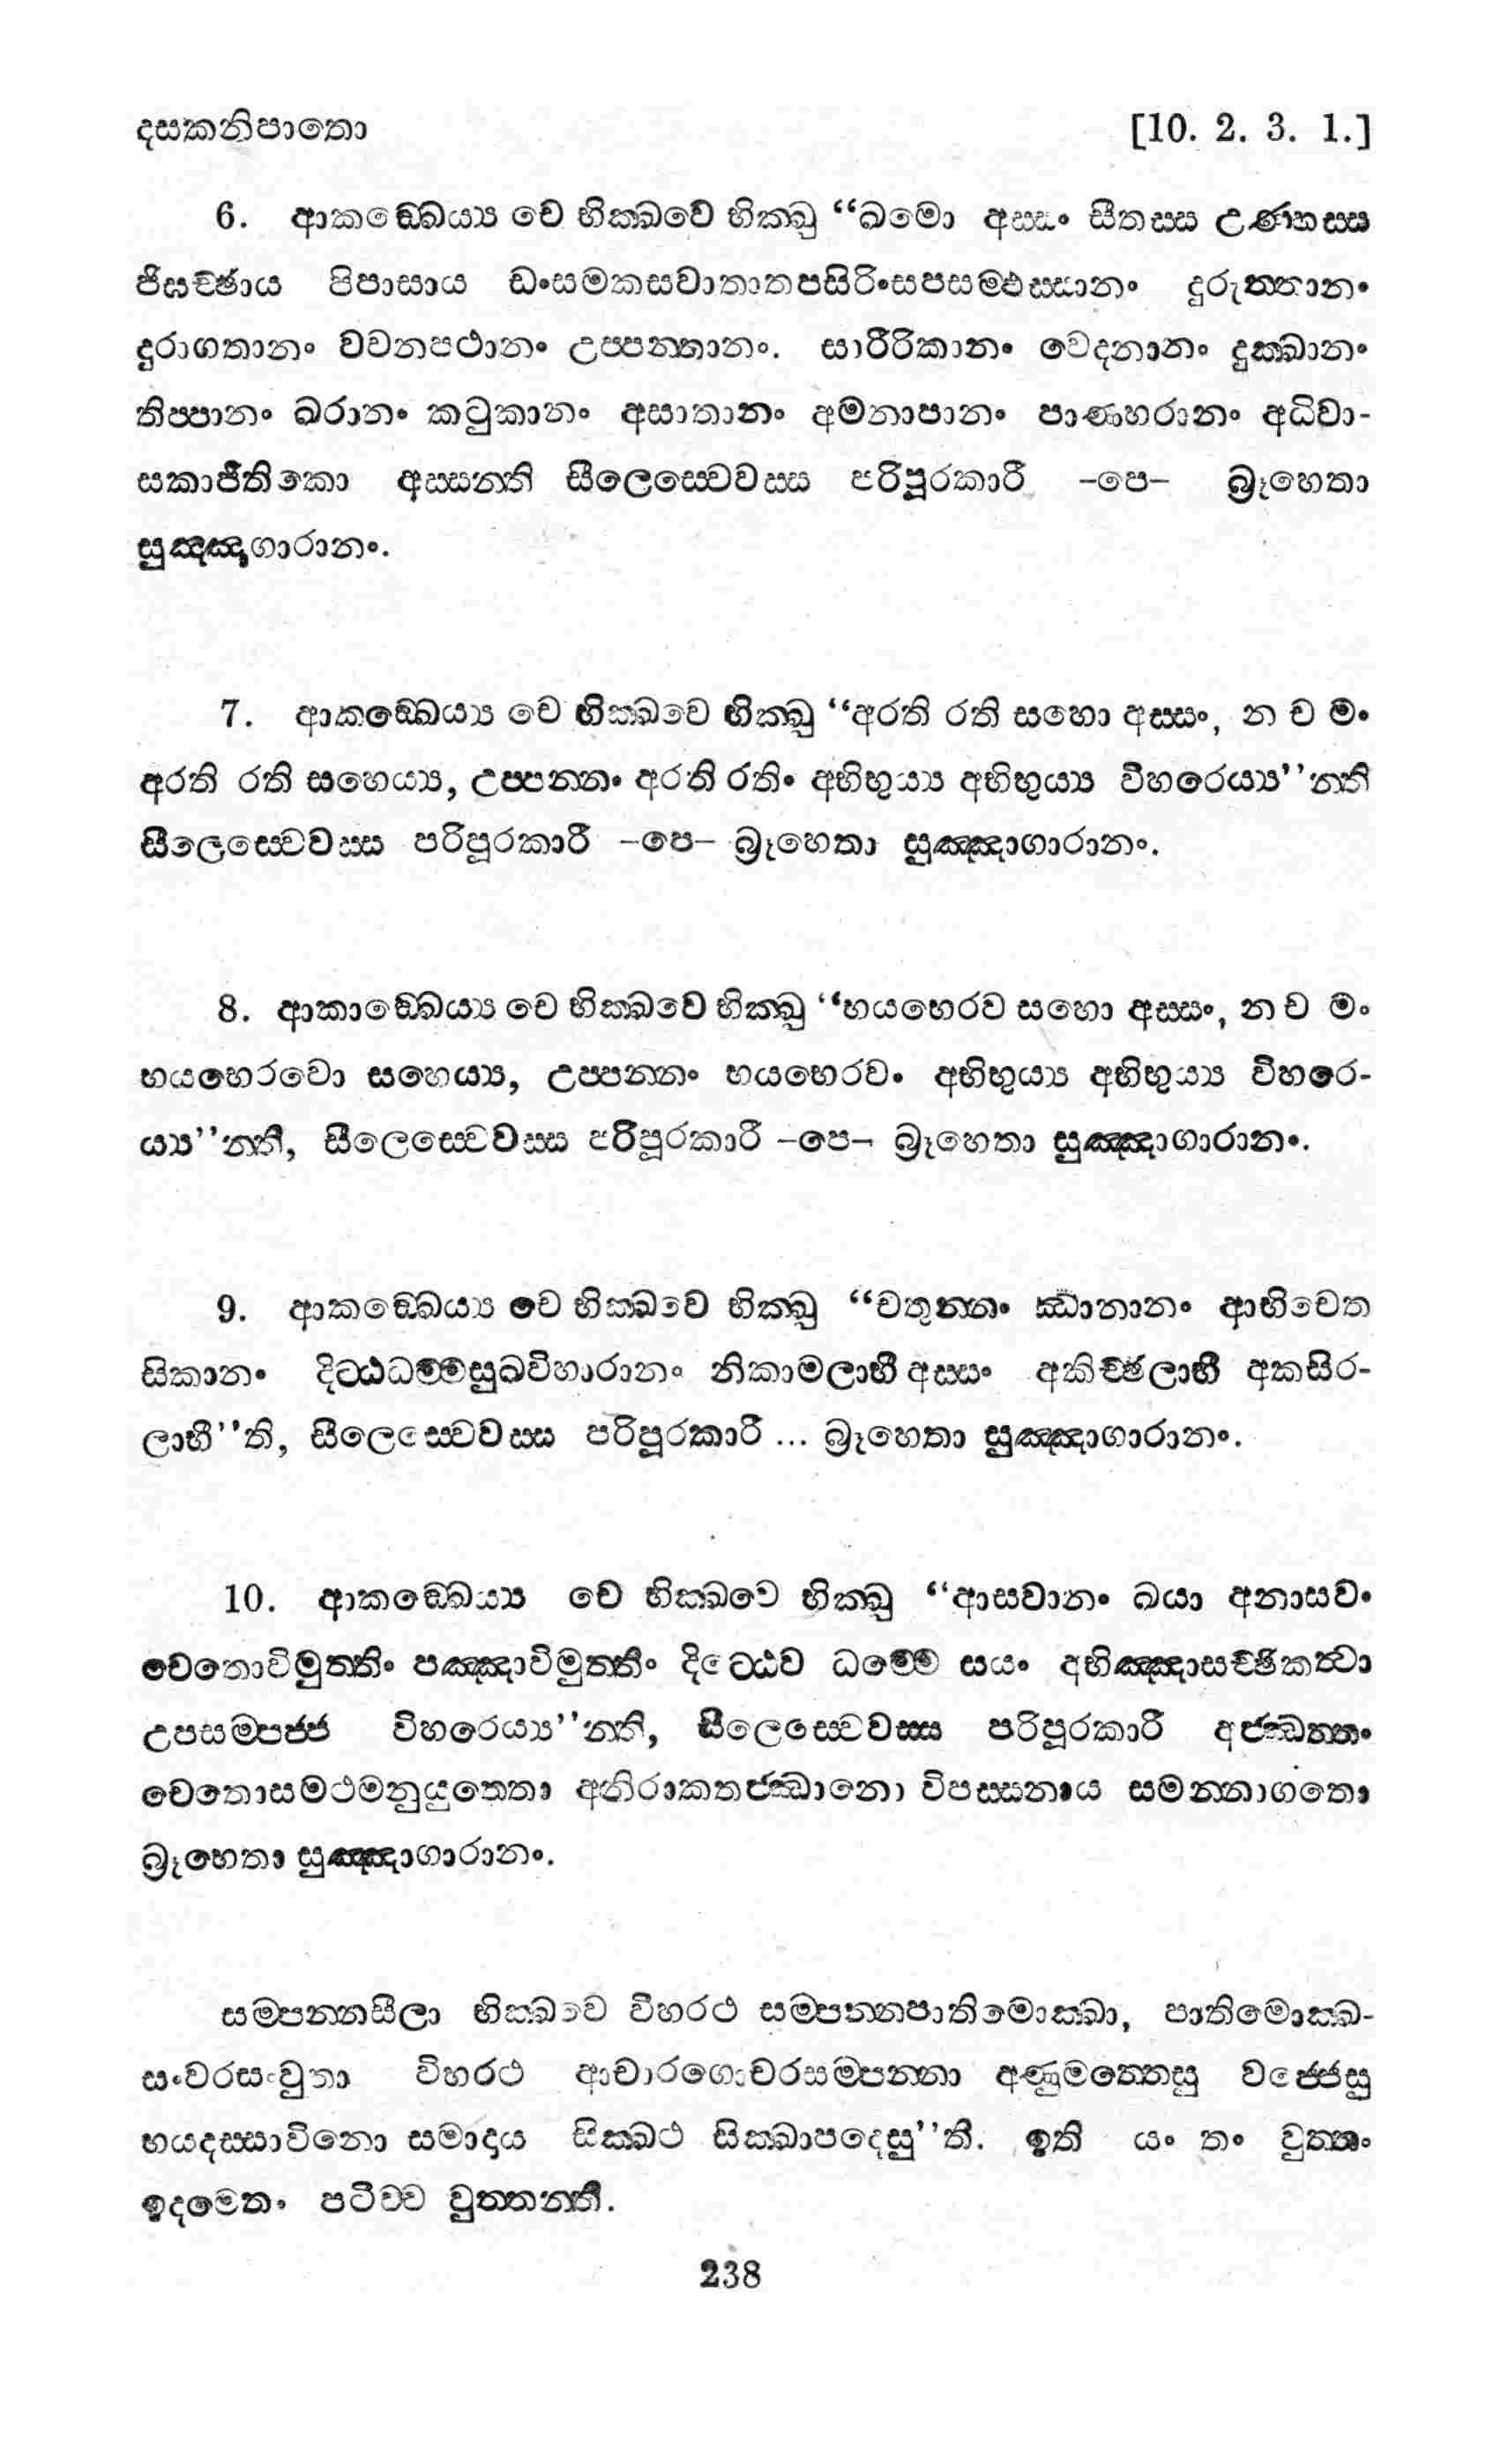 දසකනිපාතො [10. 2. 3. 1.]
6. ආකඞ්ඛෙය්‍ය චෙ භික්ඛවෙ භික්ඛු “ඛමො අස්සං සීතස්ස උණ්හස්ස
ජිඝච්ඡාය පිපාසාය ඩංසමකසවාතාතපසිරිංසපසම්ඵස්සානං දුරුත්තානං
දුරාගතානං වචනපථානං උප්පන්නානං. සාරීරිකානං වෙදනානං දුක්ඛානං
තිප්පානං ඛරානං කටුකානං අසාතානං අමනාපානං පාණහරානං අධිවා-
සකාජීතිකො අස්සන්ති සීලෙස්වෙවස්ස පරිපූරකාරී –පෙ– බ්‍රෑහෙතා
සුඤ්ඤාගාරානං.
7. ආකඞ්ඛෙය්‍ය චෙ භික්ඛවෙ භික්ඛු “අරති රති සහො අස්සං, න ච මං
අරති රති සහෙය්‍ය, උප්පන්නං අරති රතිං අභිභුය්‍ය අභිභුය්‍ය විහරෙය්‍ය’’න්ති
සීලෙස්වෙවස්ස පරිපූරකාරී –පෙ– බ්‍රෑහෙතා සුඤ්ඤාගාරානං.
8. ආකාඞ්ඛෙය්‍ය චෙ භික්ඛවෙ භික්ඛු “භයභෙරව සහො අස්සං, න ච මං
භයභෙරවො සහෙය්‍ය, උප්පන්නං භයභෙරවං අභිභුය්‍ය අභිභුය්‍ය විහරෙ-
ය්‍ය’’න්තී, සීලෙස්වෙවස්ස පරිපූරකාරී –පෙ– බ්‍රෑහෙතා සුඤ්ඤාගාරානං.
9. ආකඞ්ඛෙය්‍ය චෙ භික්ඛවෙ භික්ඛු “චතුන්නං ඣානානං ආභිචෙත
සිකානං දිට්ඨධම්මසුඛවිහාරානං නිකාමලාභී අස්සං අකිච්ඡලාභී අකසිර-
ලාභී’’ති, සීලෙස්වෙවස්ස පරිපූරකාරී ... බ්‍රෑහෙතා සුඤ්ඤාගාරානං.
10. ආකඞ්ඛෙය්‍ය චෙ භික්ඛවෙ භික්ඛු “ආසවානං ඛයා අනාසවං
චෙතොවිමුත්තිං පඤ්ඤාවිමුත්තිං දිට්ඨෙව ධම්මෙ සයං අභිඤ්ඤාසච්ඡිකත්වා
උපසම්පජ්ජ විහරෙය්‍ය’’න්ති, සීලෙස්වෙවස්ස පරිපූරකාරී අජ්ඣත්තං
චෙතොසමථමනුයුත්තො අනිරාකතජ්ඣානො විපස්සනාය සමන්නාගතො
බ්‍රෑහෙතා සුඤ්ඤාගාරානං.
සම්පන්නසීලා භික්ඛවෙ විහරථ සම්පන්නපාතිමොක්ඛා, පාතිමොක්ඛ-
සංවරසංවුතා විහරථ ආචාරගොචරසම්පන්නා අණුමත්තෙසු වජ්ජෙසු
භයදස්සාවිනො සමාදාය සික්ඛථ සික්ඛාපදෙසු’’තී. ඉති යං තං වුත්තං
ඉදමෙතං පටිච්ච වුත්තන්තී.
238